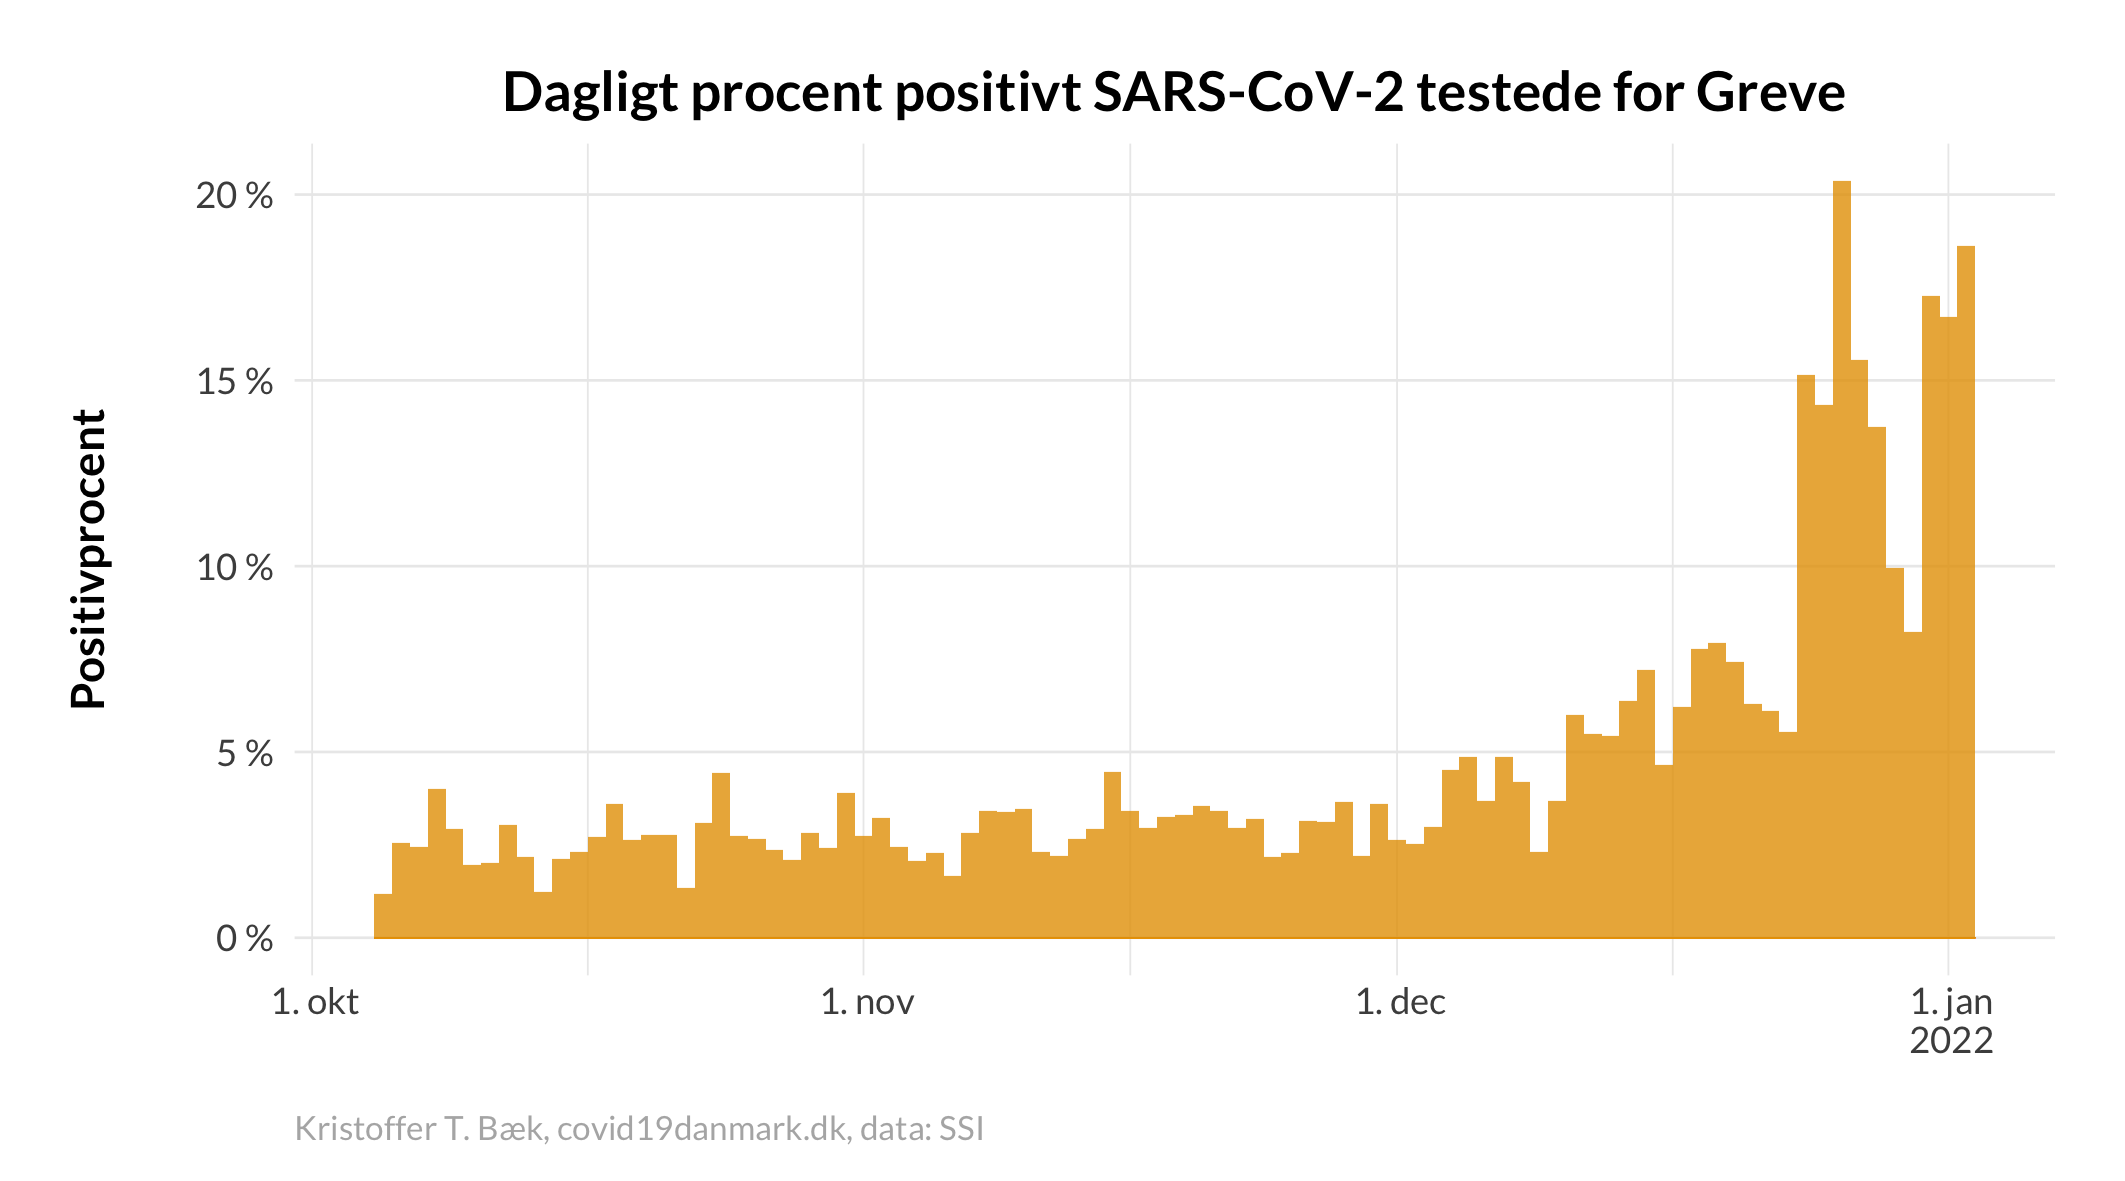 Dagligt procent positivt SARS-CoV-2 testede for Greve
Positivprocent
20 %
15 %
10 %
5 %
0 %
1. okt
1. nov
1. dec
1. jan
2022
Kristoffer T. Bæk, covid19danmark.dk, data: SSI